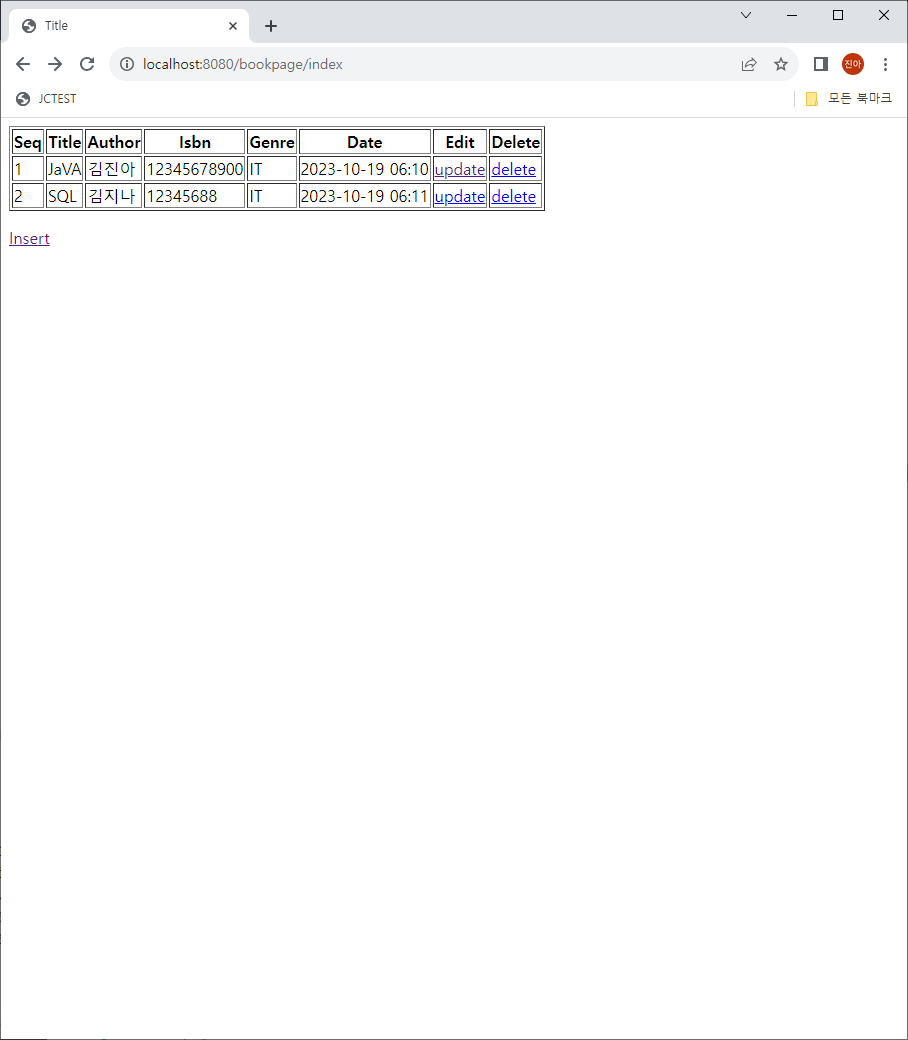 Title
localhost:8080/bookpage/index
진아
JCTEST
모든 북마크
Seq Title Author Isbn Genre Date Edit Delete
1 JaVA 김진아 12345678900 IT 2023-10-19 06:10 update delete
2 SQL 김지나 12345688 IT 2023-10-19 06:11 update delete
Insert